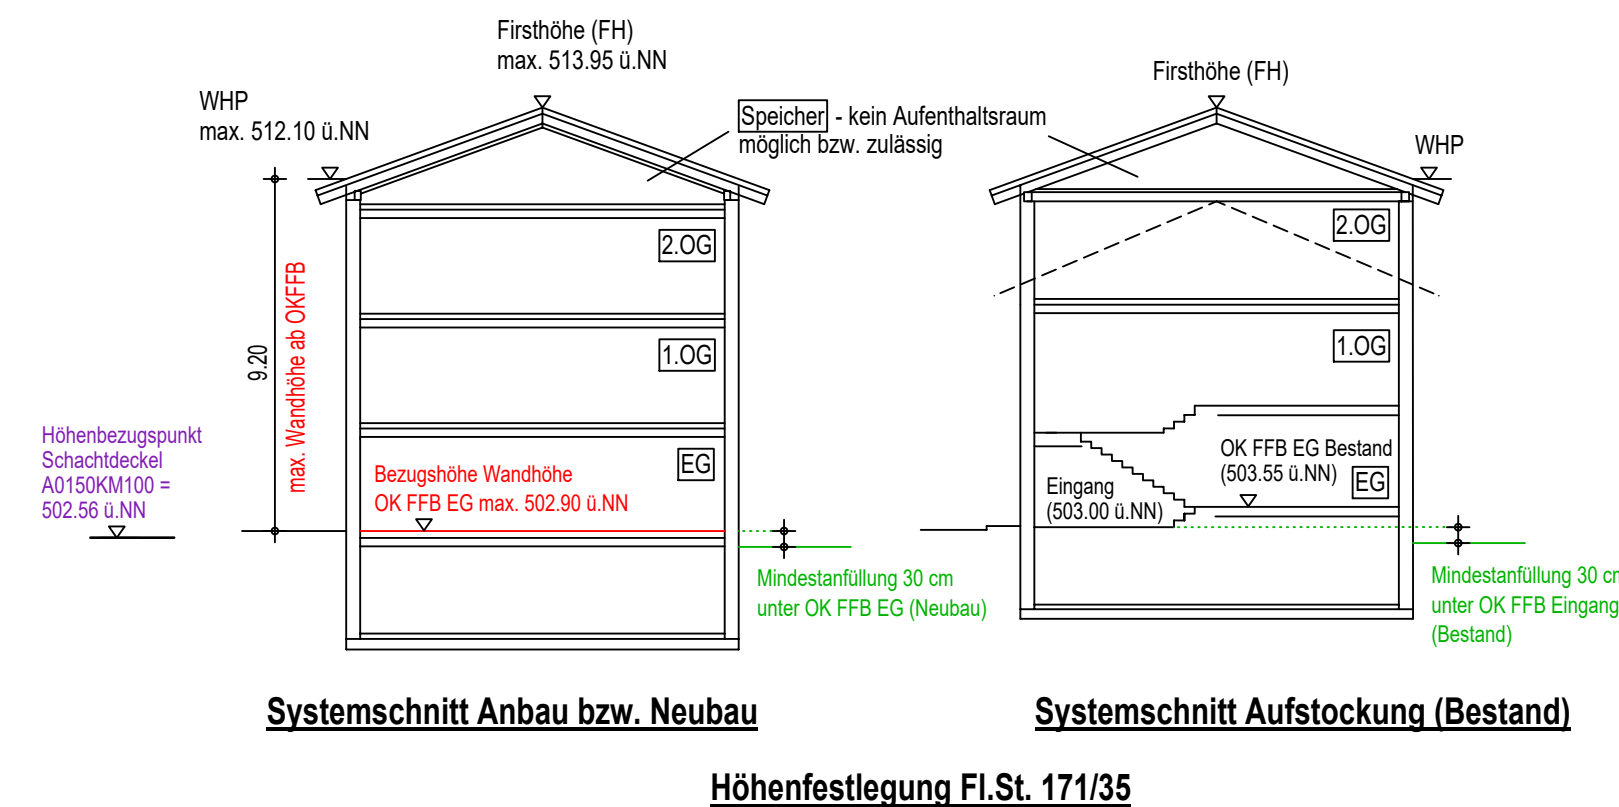 Firsthöhe (FH)
max. 513.95 ü.NN
WHP
max. 512.10 ü.NN
Speicher - kein Aufenthaltsraum
möglich bzw. zulässig
2.OG
1.OG
EG
9.20
max. Wandhöhe ab OKFFB
Höhenbezugspunkt
Schachtdeckel
A0150KM100 =
502.56 ü.NN
Bezugshöhe Wandhöhe
OK FFB EG max. 502.90 ü.NN
Mindestanfüllung 30 cm
unter OK FFB EG (Neubau)
Systemschnitt Anbau bzw. Neubau
Firsthöhe (FH)
WHP
2.OG
1.OG
OK FFB EG Bestand
(503.55 ü.NN)
EG
Eingang
(503.00 ü.NN)
Mindestanfüllung 30 cm
unter OK FFB Eingang
(Bestand)
Systemschnitt Aufstockung (Bestand)
Höhenfestlegung Fl.St. 171/35